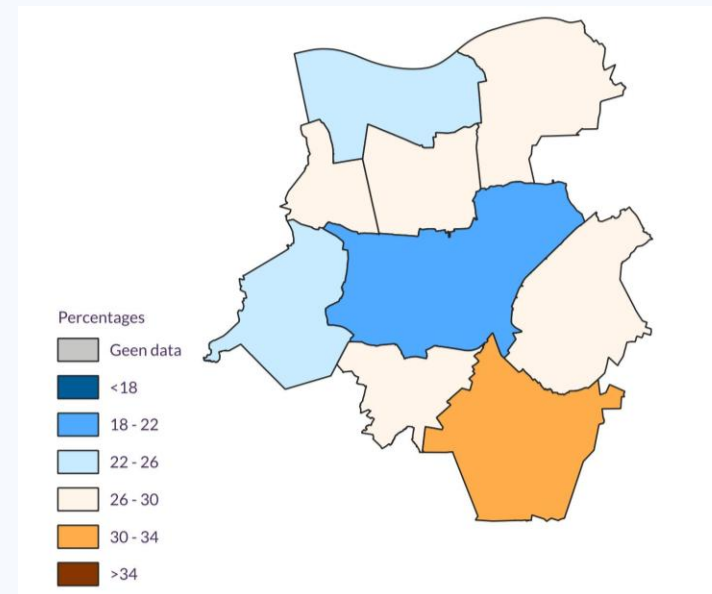 Percentages
Geen data
<18
18 - 22
22 - 26
26 - 30
30 - 34
>34